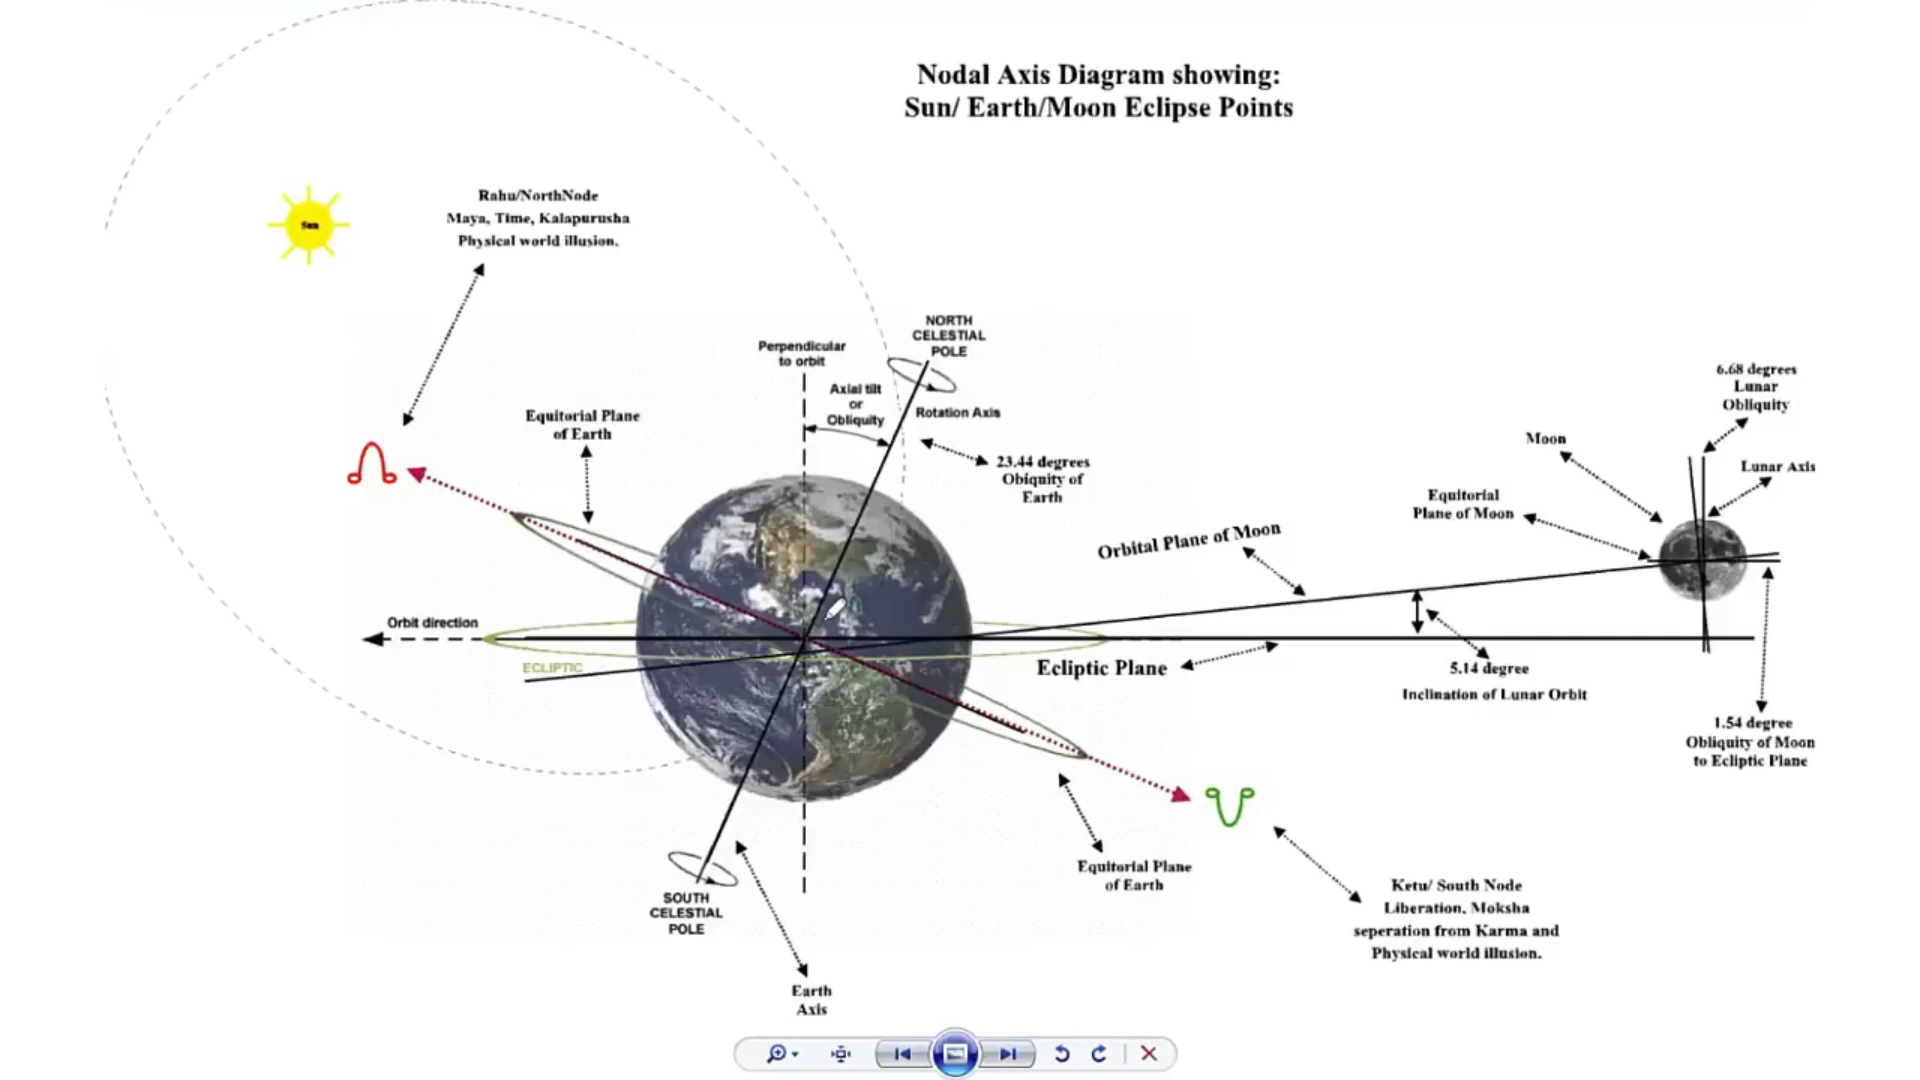 Nodal Axis Diagram showing:
Sun/ Earth/Moon Eclipse Points
Sun
Rahu/NorthNode
Maya, Time, Kalapurusha
Physical world illusion.
NORTH
CELESTIAL
POLE
Perpendicular
to orbit
Axial tilt
or
Obliquity
Rotation Axis
Equitorial Plane
of Earth
23.44 degrees
Obiquity of
Earth
6.68 degrees
Lunar
Obliquity
Moon
Lunar Axis
Equitorial
Plane of Moon
Orbital Plane of Moon
Orbit direction
ECLIPTIC
Ecliptic Plane
5.14 degree
Inclination of Lunar Orbit
1.54 degree
Obliquity of Moon
to Ecliptic Plane
Equitorial Plane
of Earth
SOUTH
CELESTIAL
POLE
Ketu/ South Node
Liberation, Moksha
seperation from Karma and
Physical world illusion.
Earth
Axis